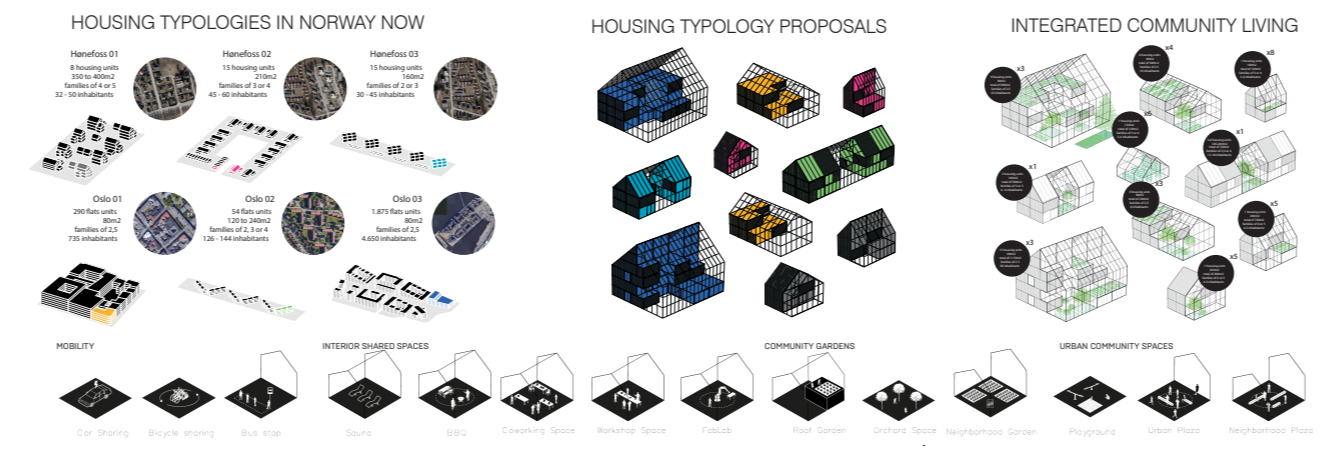 HOUSING TYPOLOGIES IN NORWAY NOW
Hønefoss 01
8 housing units
350 to 400m2
families of 4 or 5
32 - 50 inhabitants
Hønefoss 02
15 housing units
210m2
families of 3 or 4
45 - 60 inhabitants
Hønefoss 03
15 housing units
160m2
families of 2 or 3
30 - 45 inhabitants
Oslo 01
290 flats units
80m2
families of 2,5
735 inhabitants
Oslo 02
54 flats units
120 to 240m2
families of 2, 3 or 4
126 - 144 inhabitants
Oslo 03
1.875 flats units
80m2
families of 2,5
4.650 inhabitants
HOUSING TYPOLOGY PROPOSALS
INTEGRATED COMMUNITY LIVING
x3
x4
x8
x6
x1
x1
x3
x5
x3
x5
MOBILITY
Car Sharing
Bicycle sharing
Bus stop
INTERIOR SHARED SPACES
Sauna
BBQ
Coworking Space
Workshop Space
FabLab
COMMUNITY GARDENS
Roof Garden
Orchard Space
Neighborhood Garden
URBAN COMMUNITY SPACES
Playground
Urban Plaza
Neighborhood Plaza